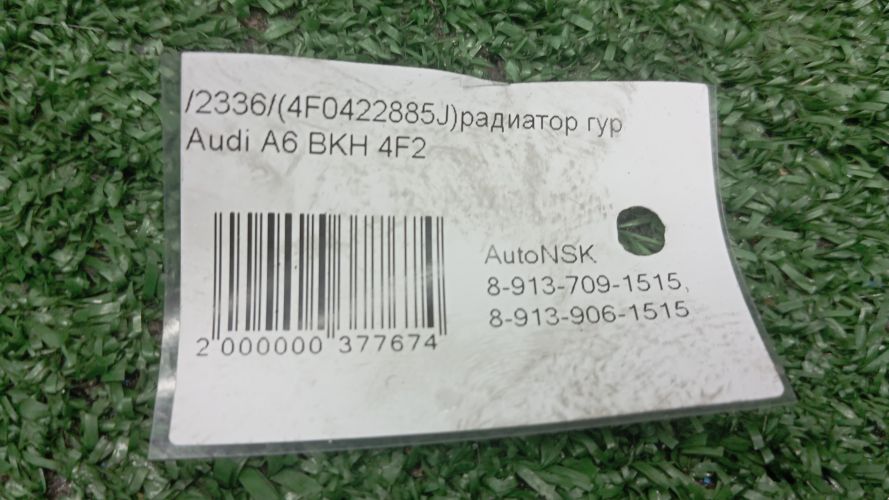 /2336/(4F0422885J)радиатор гур
Audi A6 BKH 4F2
AutoNSK
8-913-709-1515,
8-913-906-1515
2 000000 377674